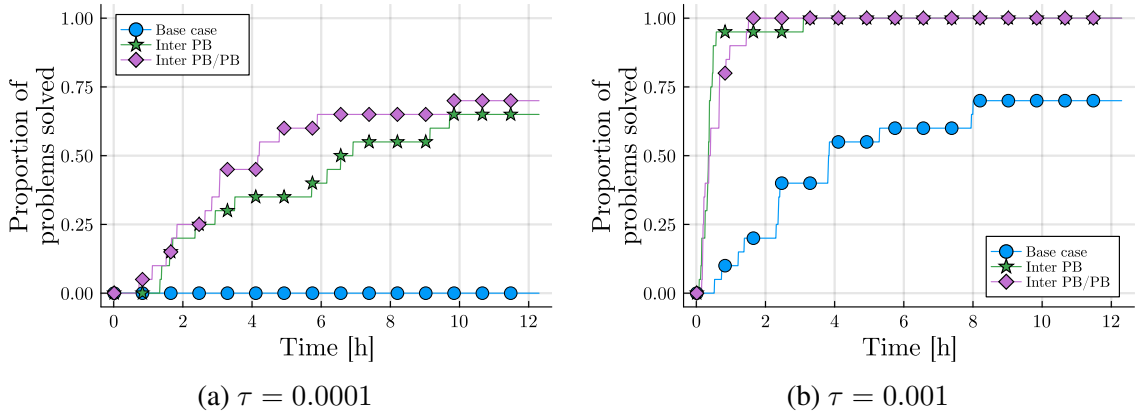 Proportion of
problems solved
1.00
0.75
0.50
0.25
0.00
Base case
Inter PB
Inter PB/PB
0 2 4 6 8 10 12
Time [h]
(a) τ = 0.0001
Proportion of
problems solved
1.00
0.75
0.50
0.25
0.00
Base case
Inter PB
Inter PB/PB
0 2 4 6 8 10 12
Time [h]
(b) τ = 0.001